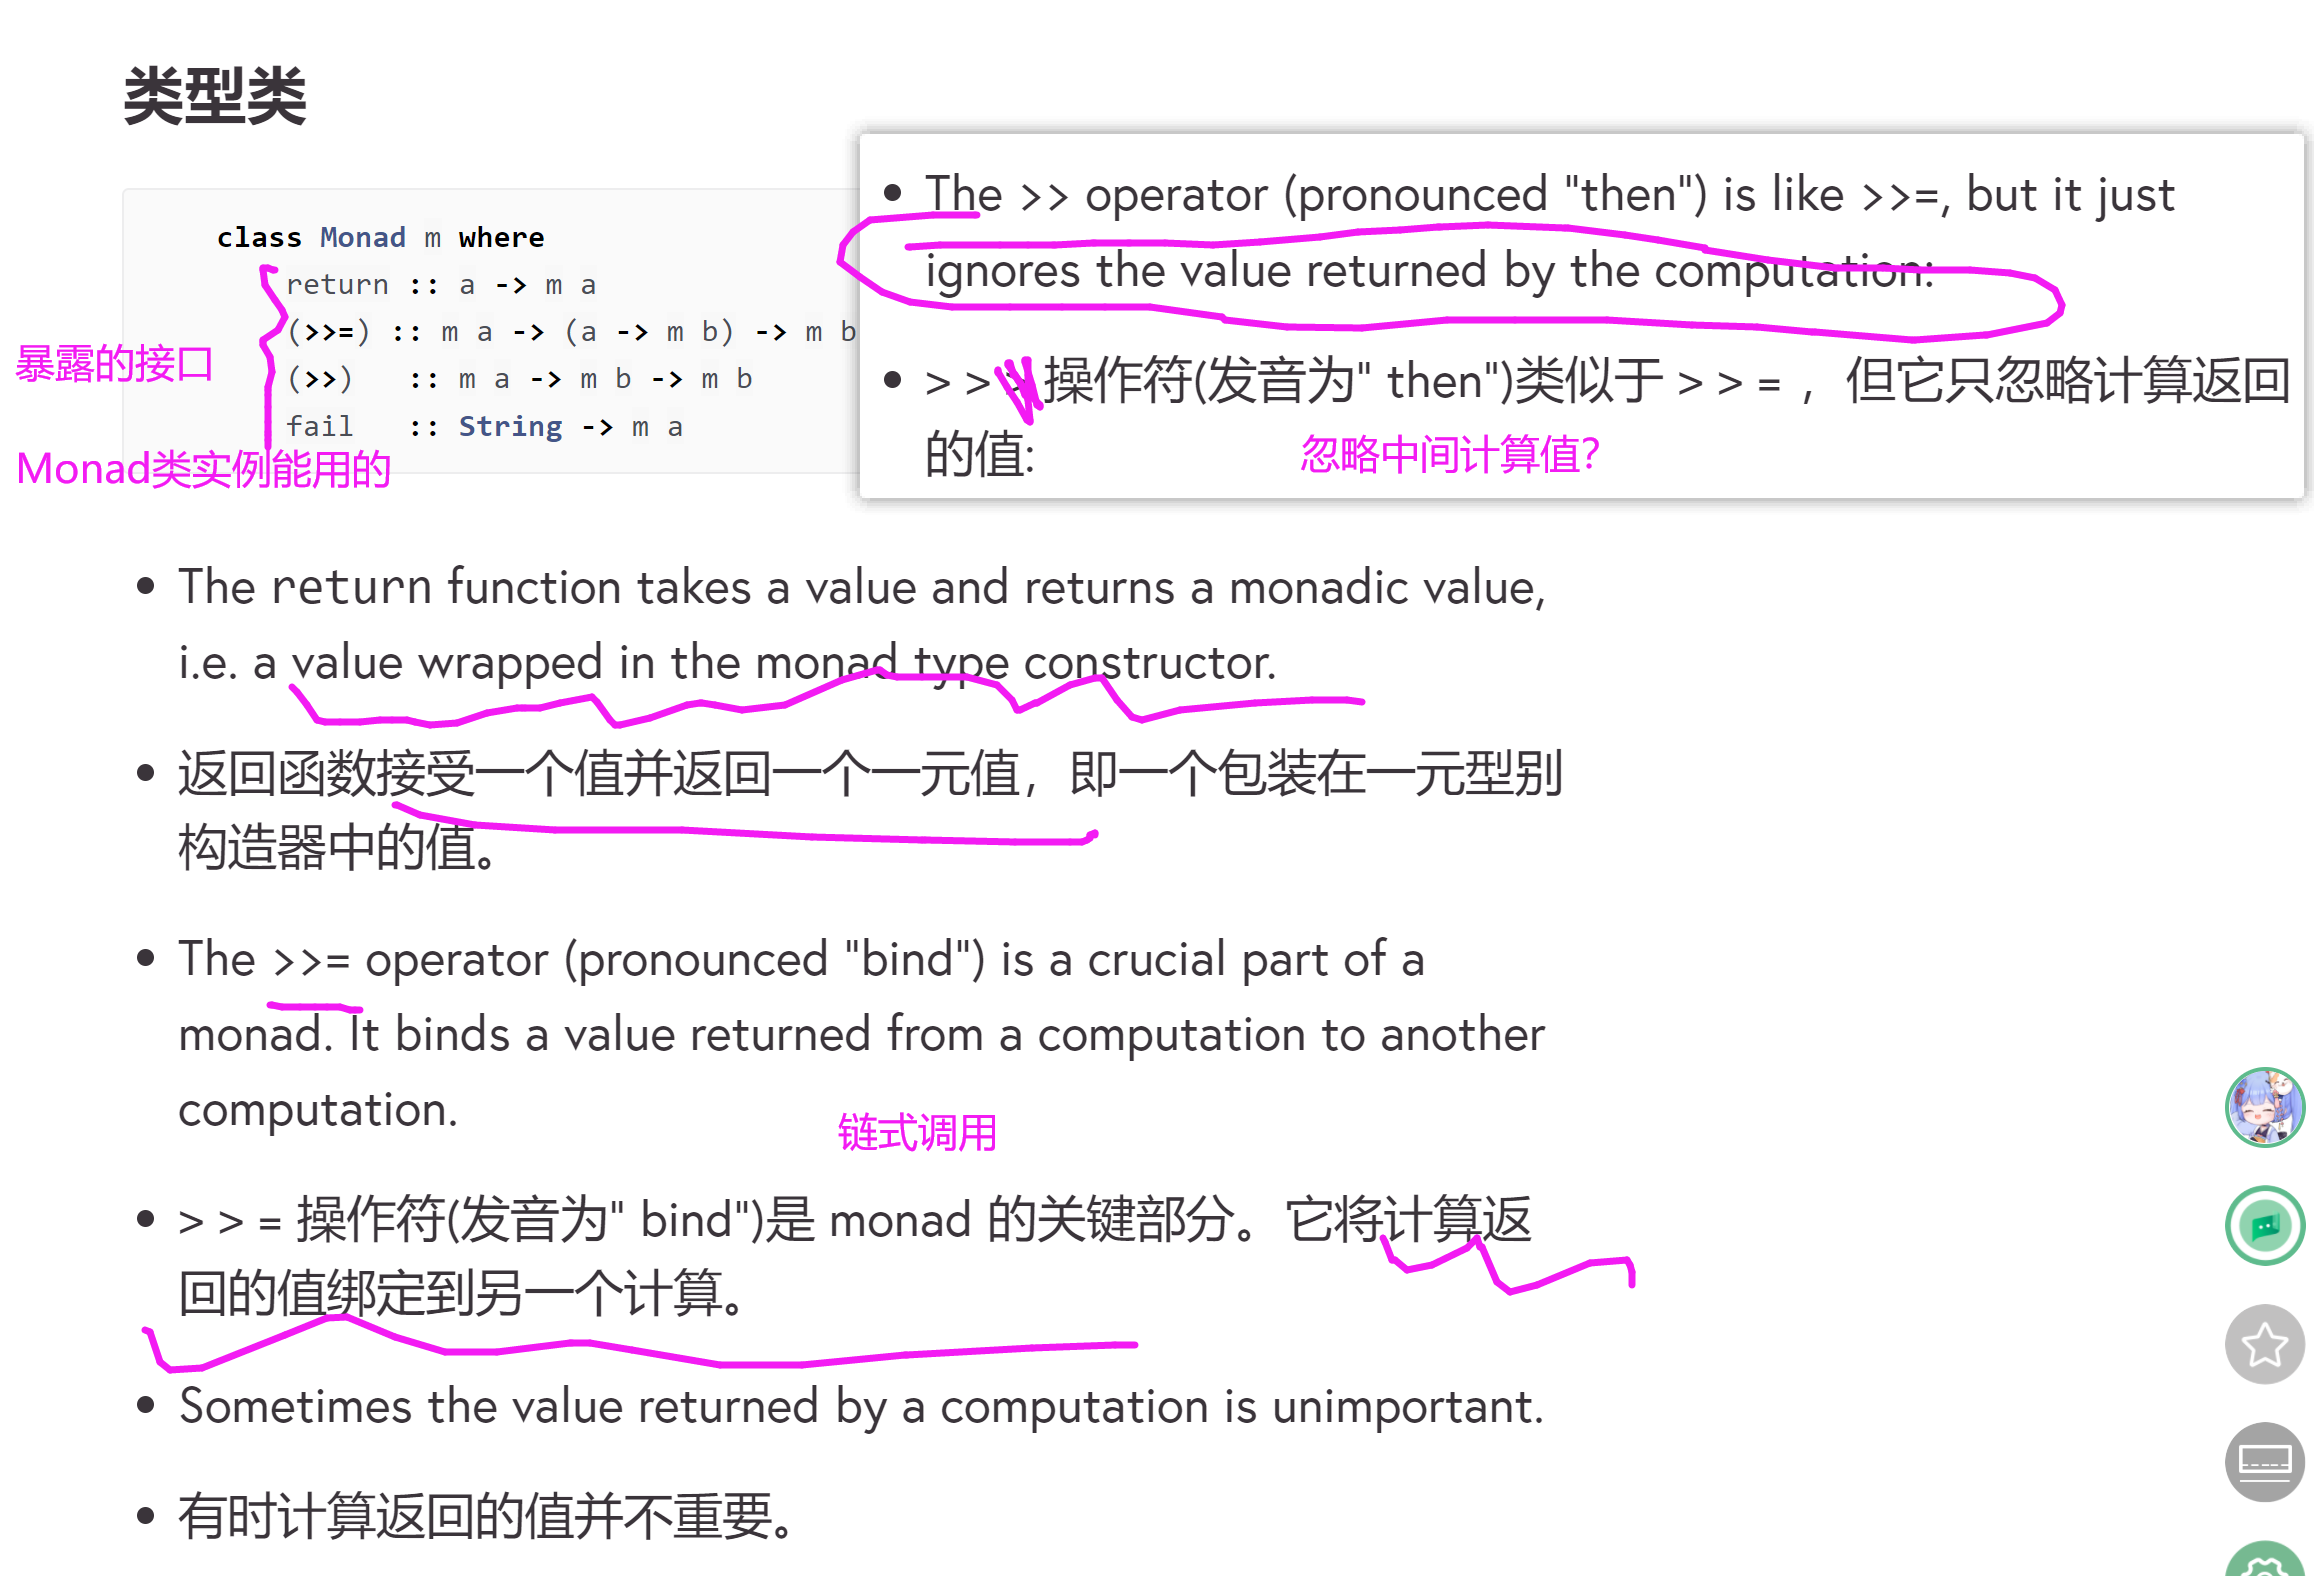 类型类
class Monad m where
return :: a -> m a
(>>=) :: m a -> (a -> m b) -> m b
(>>) :: m a -> m b -> m b
fail :: String -> m a
暴露的接口
Monad类实例能用的
The >> operator (pronounced "then") is like >>=, but it just
ignores the value returned by the computation:
> > > 操作符(发音为" then")类似于 > > = ，但它只忽略计算返回
的值:
忽略中间计算值?
The return function takes a value and returns a monadic value,
i.e. a value wrapped in the monad type constructor.
返回函数接受一个值并返回一个一元值，即一个包装在一元型别
构造器中的值。
The >>= operator (pronounced "bind") is a crucial part of a
monad. It binds a value returned from a computation to another
computation.
链式调用
> > = 操作符(发音为" bind")是 monad 的关键部分。它将计算返
回的值绑定到另一个计算。
Sometimes the value returned by a computation is unimportant.
有时计算返回的值并不重要。